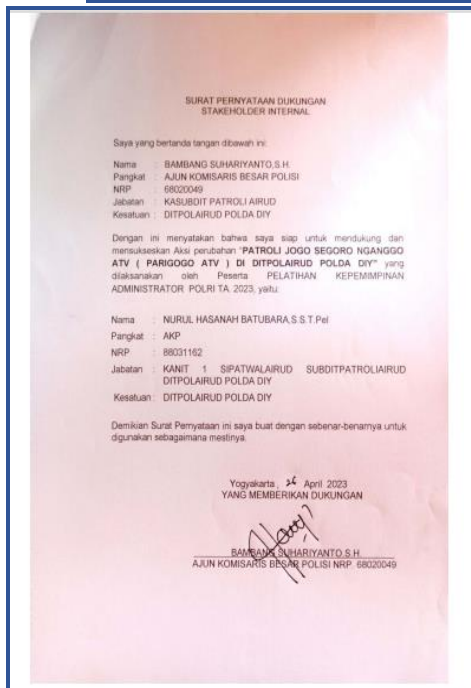 SURAT PERNYATAAN DUKUNGAN
STAKEHOLDER INTERNAL
Saya yang bertanda tangan dibawah ini:
Nama : BAMBANG SUHARIYANTO,S.H.
Pangkat : AJUN KOMISARIS BESAR POLISI
NRP : 68020049
Jabatan : KASUBDIT PATROLI AIRUD
Kesatuan : DITPOLAIRUD POLDA DIY
Dengan ini menyatakan bahwa saya siap untuk mendukung dan
mensukseskan Aksi perubahan "PATROLI JOGO SEGORO NGANGGO
ATV ( PARIGOGO ATV ) DI DITPOLAIRUD POLDA DIY" yang
dilaksanakan oleh Peserta PELATIHAN KEPEMIMPINAN
ADMINISTRATOR POLRI TA. 2023, yaitu:
Nama : NURUL HASANAH BATUBARA,S.S.T.Pel
Pangkat : AKP
NRP : 88031162
Jabatan : KANIT 1 SIPATWALAIRUD SUBDITPATROLIAIRUD
DITPOLAIRUD POLDA DIY
Kesatuan : DITPOLAIRUD POLDA DIY
Demikian Surat Pernyataan ini saya buat dengan sebenar-benarnya untuk
digunakan sebagaimana mestinya.
Yogyakarta , 26 April 2023
YANG MEMBERIKAN DUKUNGAN
BAMBANG SUHARIYANTO,S.H.
AJUN KOMISARIS BESAR POLISI NRP. 68020049